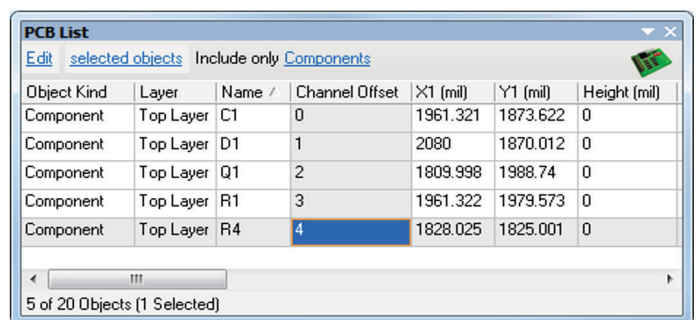 PCB List
Edit selected objects Include only Components
Object Kind Layer Name Channel Offset X1 (mil) Y1 (mil) Height (mil)
Component Top Layer C1 0 1961.321 1873.622 0
Component Top Layer D1 1 2080 1870.012 0
Component Top Layer Q1 2 1809.998 1988.74 0
Component Top Layer R1 3 1961.322 1979.573 0
Component Top Layer R4 4 1828.025 1825.001 0
5 of 20 Objects (1 Selected)